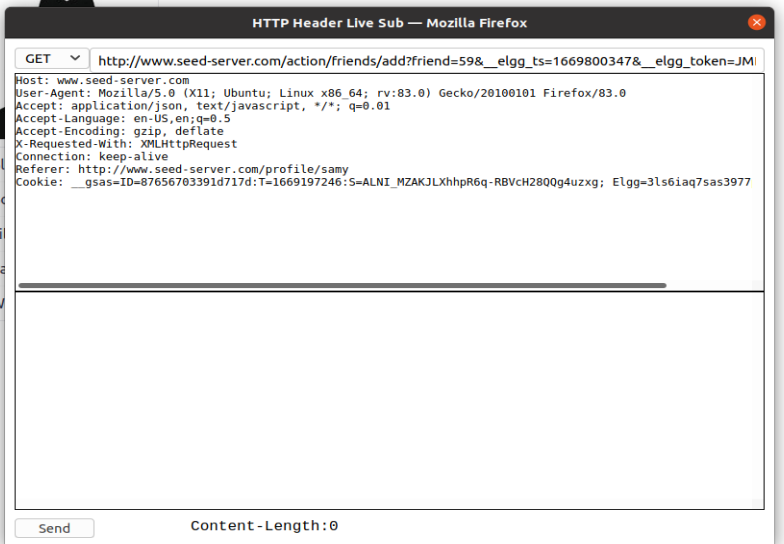 HTTP Header Live Sub — Mozilla Firefox
GET http://www.seed-server.com/action/friends/add?friend=59&__elgg_ts=1669800347&__elgg_token=JM
Host: www.seed-server.com
User-Agent: Mozilla/5.0 (X11; Ubuntu; Linux x86_64; rv:83.0) Gecko/20100101 Firefox/83.0
Accept: application/json, text/javascript, */*; q=0.01
Accept-Language: en-US,en;q=0.5
Accept-Encoding: gzip, deflate
X-Requested-With: XMLHttpRequest
Connection: keep-alive
Referer: http://www.seed-server.com/profile/samy
Cookie: __gsas=ID=87656703391d717d:T=1669197246:S=ALNI_MZAKJLXhhpR6q-RBVcH28QQg4uzxg; Elgg=3ls6iaq7sas3977
Send Content-Length:0